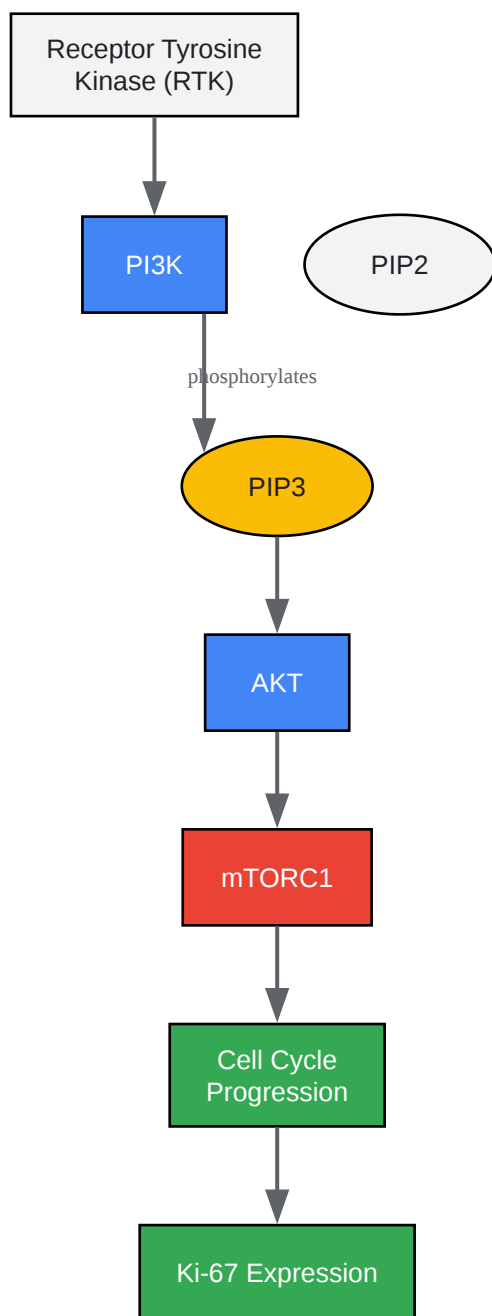 Receptor Tyrosine
Kinase (RTK)
PI3K
PIP2
phosphorylates
PIP3
AKT
mTORC1
Cell Cycle
Progression
Ki-67 Expression